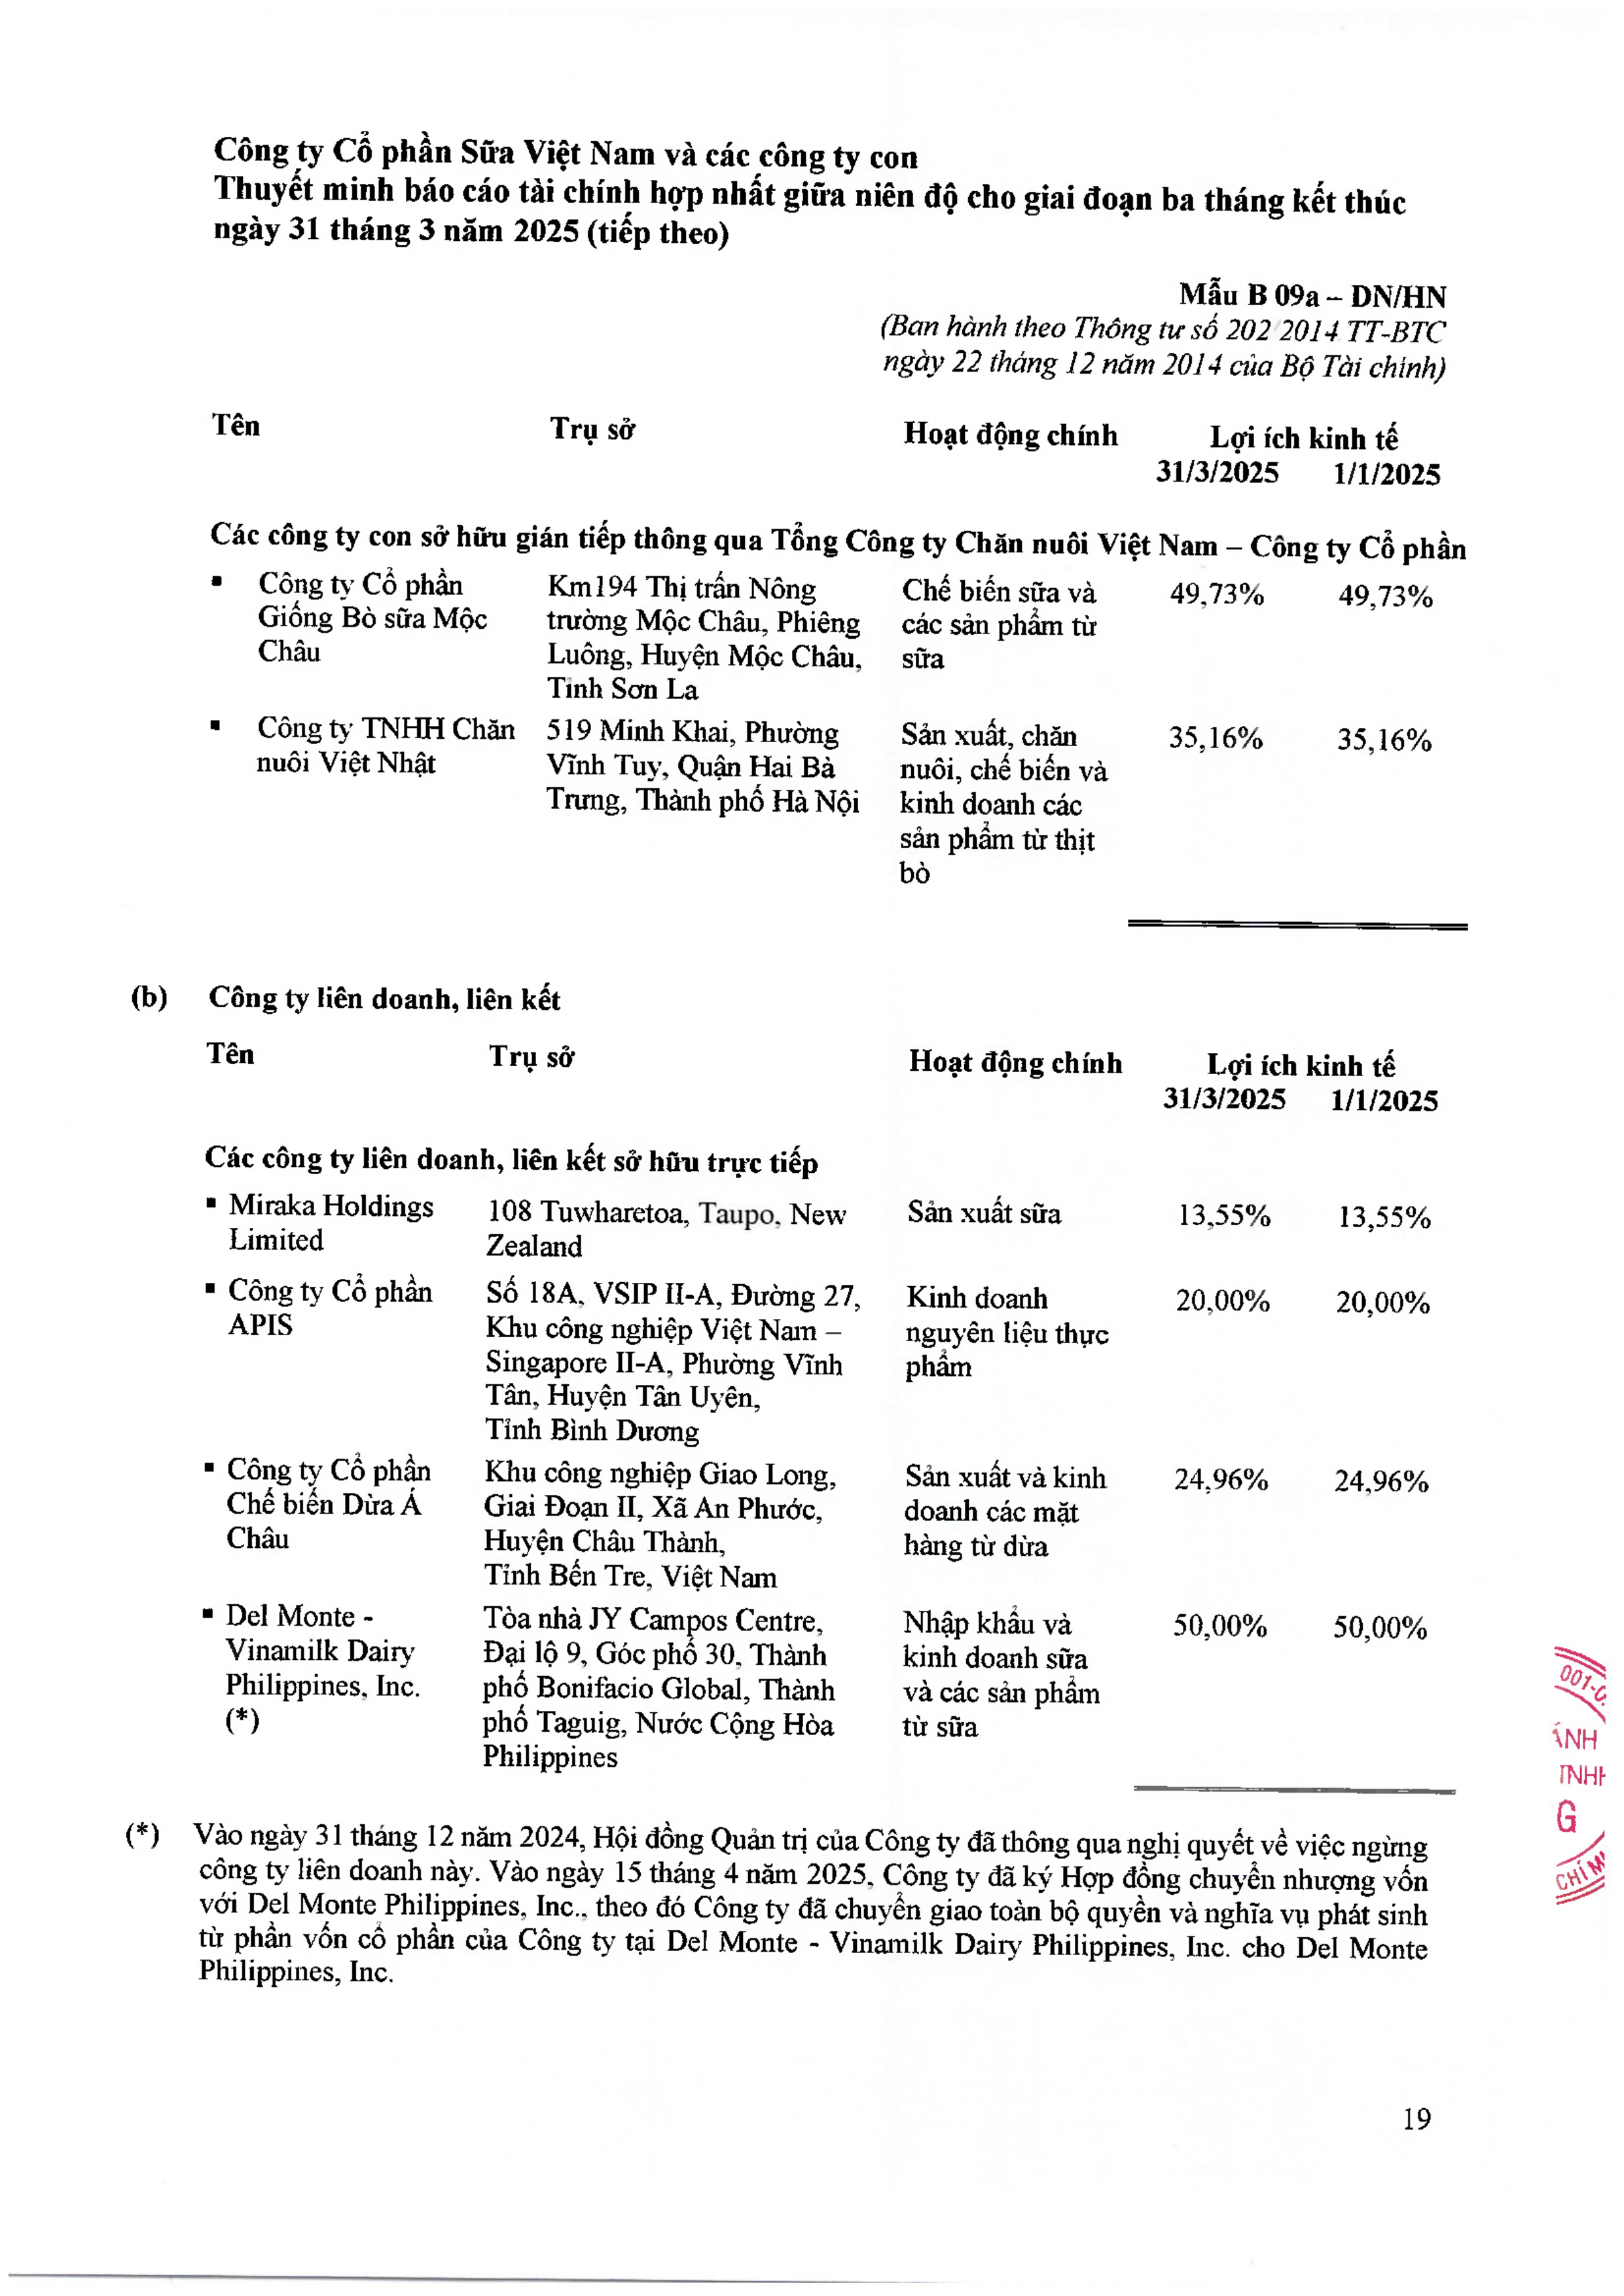 Công ty Cổ phần Sữa Việt Nam và các công ty con
Thuyết minh báo cáo tài chính hợp nhất giữa niên độ cho giai đoạn ba tháng kết thúc
ngày 31 tháng 3 năm 2025 (tiếp theo)
Mẫu B 09a – DN/HN
(Ban hành theo Thông tư số 202/2014/TT-BTC
ngày 22 tháng 12 năm 2014 của Bộ Tài chính)
Tên Trụ sở Hoạt động chính Lợi ích kinh tế
31/3/2025 1/1/2025
Các công ty con sở hữu gián tiếp thông qua Tổng Công ty Chăn nuôi Việt Nam – Công ty Cổ phần
▪ Công ty Cổ phần Km194 Thị trấn Nông Chế biến sữa và 49,73% 49,73%
Giống Bò sữa Mộc trường Mộc Châu, Phiêng các sản phẩm từ
Châu Luông, Huyện Mộc Châu, sữa
Tỉnh Sơn La
▪ Công ty TNHH Chăn 519 Minh Khai, Phường Sản xuất, chăn 35,16% 35,16%
nuôi Việt Nhật Vĩnh Tuy, Quận Hai Bà nuôi, chế biến và
Trưng, Thành phố Hà Nội kinh doanh các
sản phẩm từ thịt
bò
(b) Công ty liên doanh, liên kết
Tên Trụ sở Hoạt động chính Lợi ích kinh tế
31/3/2025 1/1/2025
Các công ty liên doanh, liên kết sở hữu trực tiếp
▪ Miraka Holdings 108 Tuwharetoa, Taupo, New Sản xuất sữa 13,55% 13,55%
Limited Zealand
▪ Công ty Cổ phần Số 18A, VSIP II-A, Đường 27, Kinh doanh 20,00% 20,00%
APIS Khu công nghiệp Việt Nam – nguyên liệu thực
Singapore II-A, Phường Vĩnh phẩm
Tân, Huyện Tân Uyên,
Tỉnh Bình Dương
▪ Công ty Cổ phần Khu công nghiệp Giao Long, Sản xuất và kinh 24,96% 24,96%
Chế biến Dừa Á Giai Đoạn II, Xã An Phước, doanh các mặt
Châu Huyện Châu Thành, hàng từ dừa
Tỉnh Bến Tre, Việt Nam
▪ Del Monte - Tòa nhà JY Campos Centre, Nhập khẩu và 50,00% 50,00%
Vinamilk Dairy Đại lộ 9, Góc phố 30, Thành kinh doanh sữa
Philippines, Inc. phố Bonifacio Global, Thành và các sản phẩm
(*) phố Taguig, Nước Cộng Hòa từ sữa
Philippines
(*) Vào ngày 31 tháng 12 năm 2024, Hội đồng Quản trị của Công ty đã thông qua nghị quyết về việc ngừng
công ty liên doanh này. Vào ngày 15 tháng 4 năm 2025, Công ty đã ký Hợp đồng chuyển nhượng vốn
với Del Monte Philippines, Inc., theo đó Công ty đã chuyển giao toàn bộ quyền và nghĩa vụ phát sinh
từ phần vốn cổ phần của Công ty tại Del Monte - Vinamilk Dairy Philippines, Inc. cho Del Monte
Philippines, Inc.
19